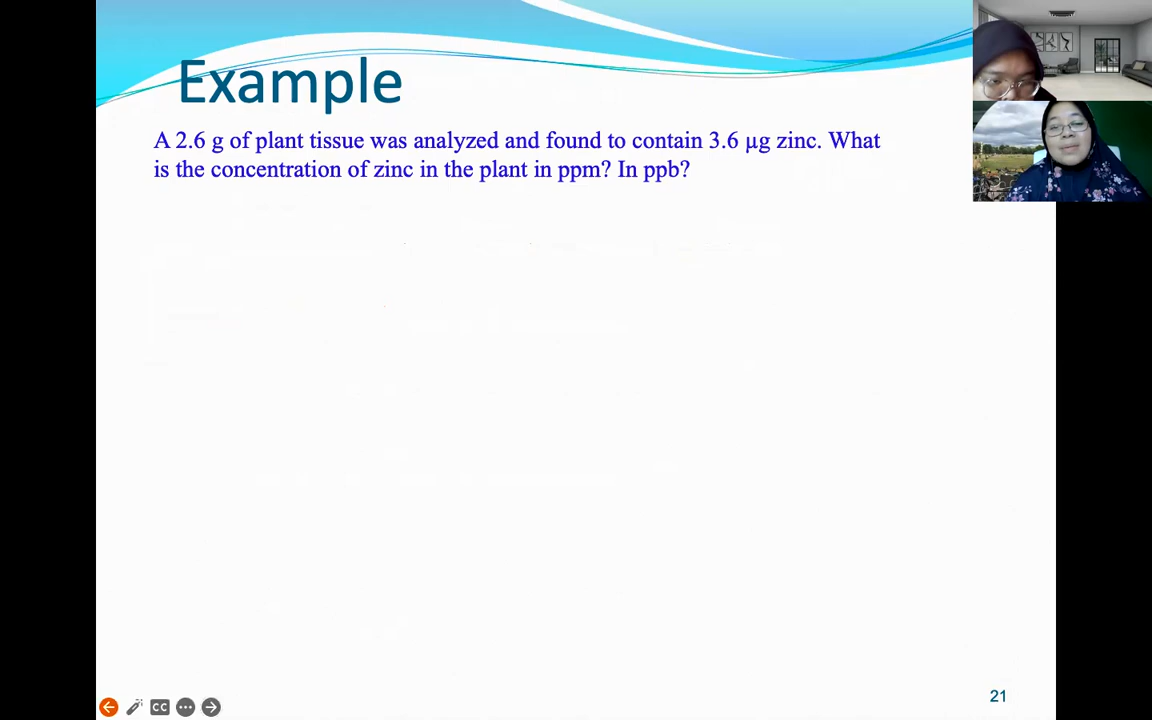 Example
A 2.6 g of plant tissue was analyzed and found to contain 3.6 μg zinc. What
is the concentration of zinc in the plant in ppm? In ppb?
CC
21